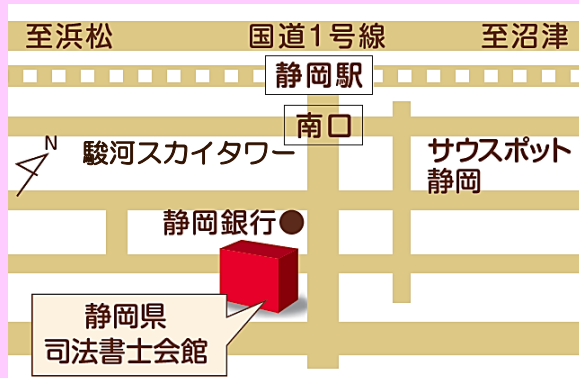 至浜松
国道1号線
至沼津
静岡駅
南口
N
駿河スカイタワー
サウスポット
静岡
静岡銀行
静岡県
司法書士会館